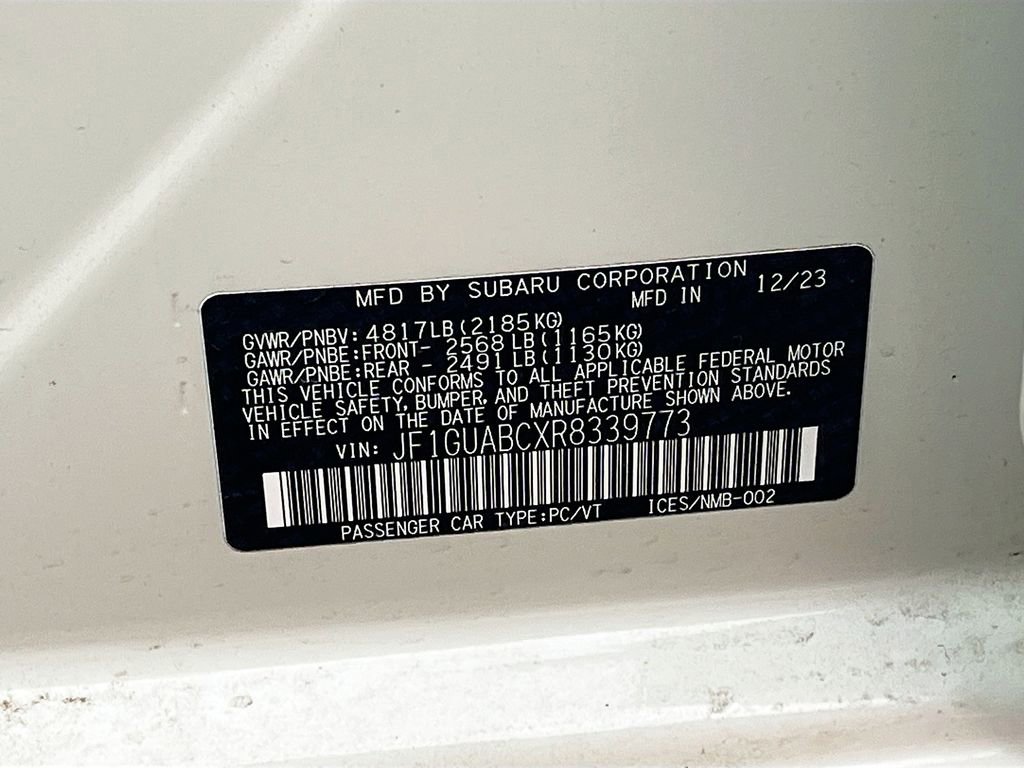 MFD BY SUBARU CORPORATION
MFD IN 12/23
GVWR/PNBV: 4817LB(2185KG)
GAWR/PNBE:FRONT- 2568LB(1165KG)
GAWR/PNBE:REAR - 2491LB(1130KG)
THIS VEHICLE CONFORMS TO ALL APPLICABLE FEDERAL MOTOR
VEHICLE SAFETY, BUMPER, AND THEFT PREVENTION STANDARDS
IN EFFECT ON THE DATE OF MANUFACTURE SHOWN ABOVE.
VIN: JF1GUABCXR8339773
PASSENGER CAR TYPE:PC/VT ICES/NMB-002